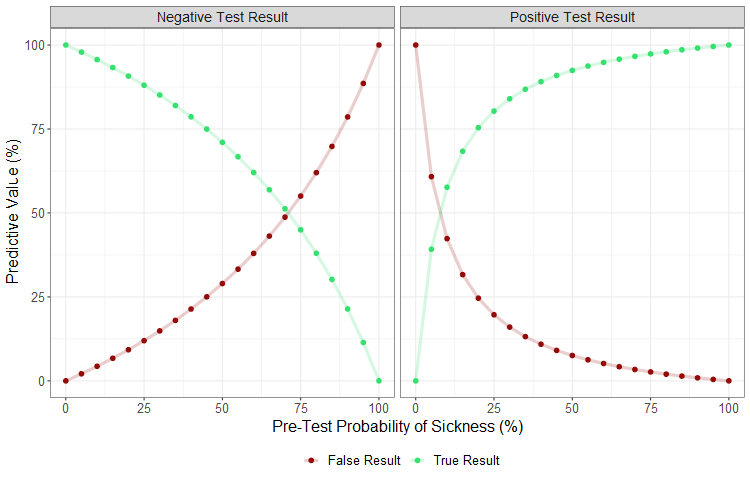 Negative Test Result
Positive Test Result
Predictive Value (%)
100
75
50
25
0
0 25 50 75 100
0 25 50 75 100
Pre-Test Probability of Sickness (%)
False Result True Result